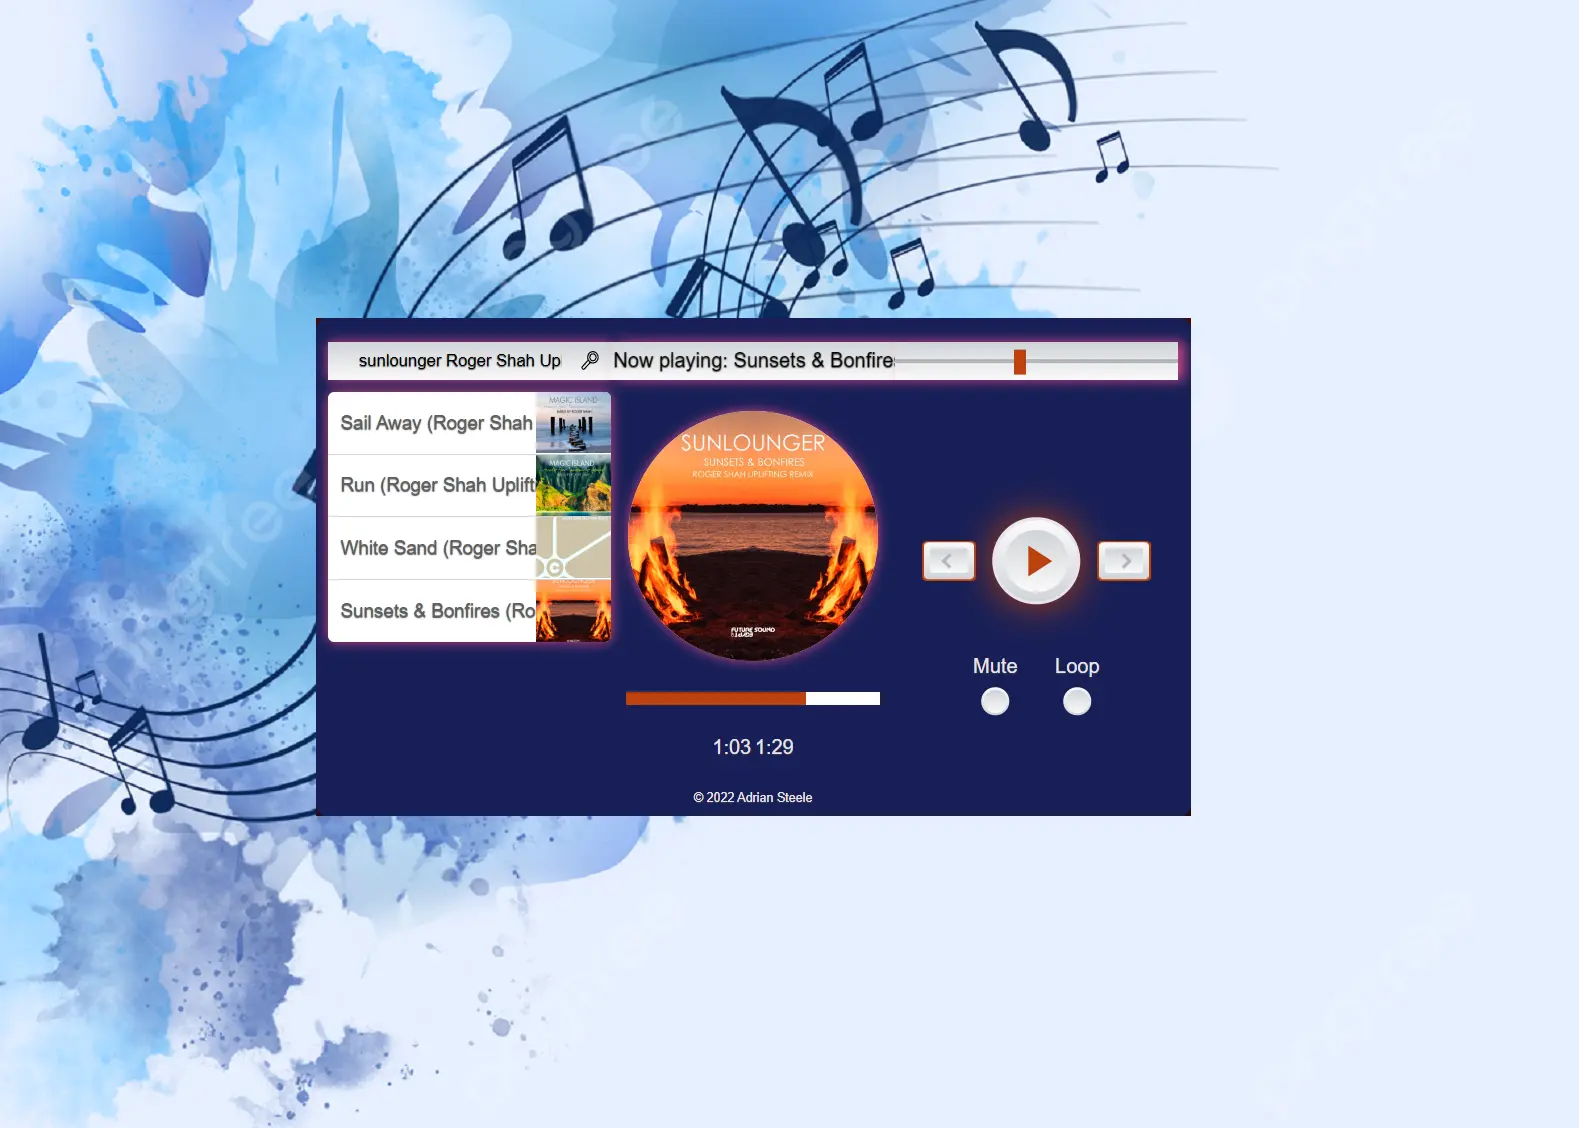 sunlounger Roger Shah Up
Now playing: Sunsets & Bonfire
Sail Away (Roger Shah
MAGIC ISLAND
Run (Roger Shah Uplift
MAGIC ISLAND
White Sand (Roger Sha
Sunsets & Bonfires (Ro
SUNLOUNGER
SUNSETS & BONFIRES
ROGER SHAH UPLIFTING REMIX
FUTURE SOUND
Mute
Loop
1:03 1:29
© 2022 Adrian Steele